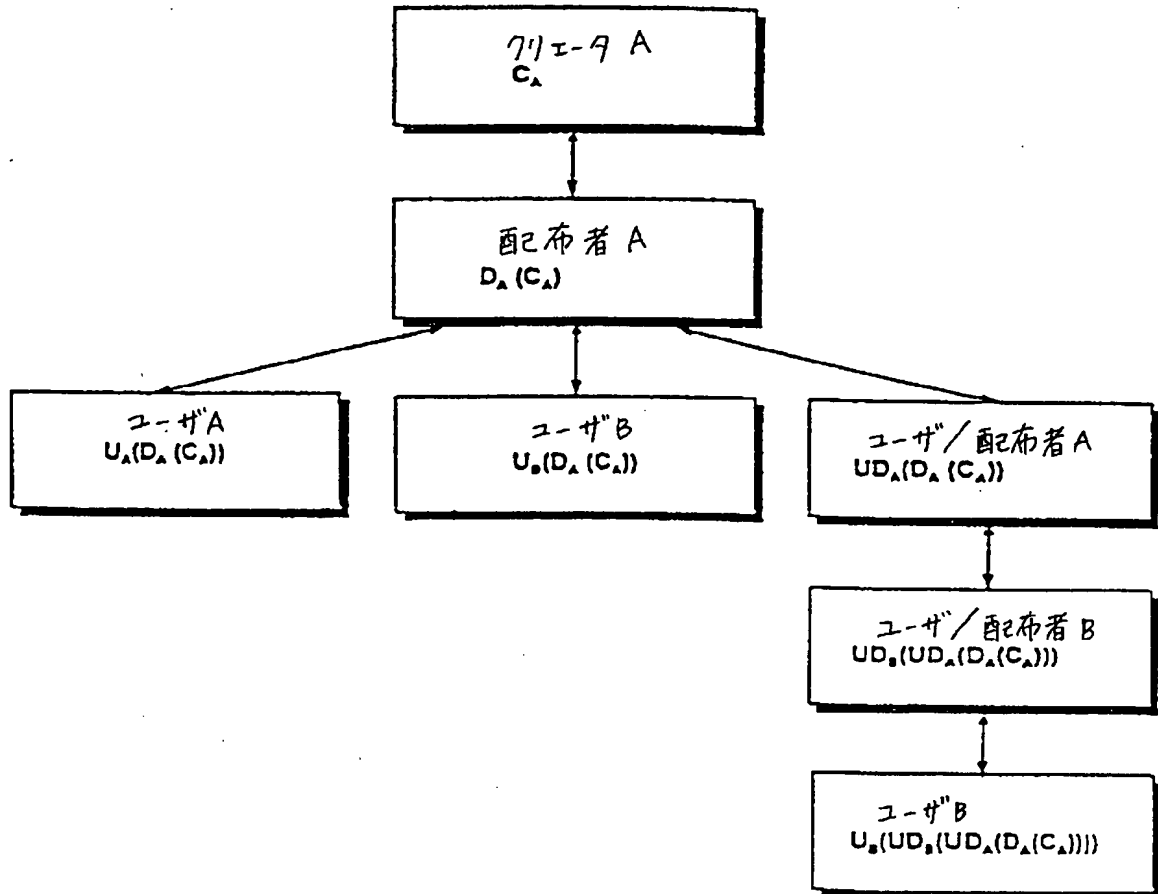 クリエータ A
C_A
配布者 A
D_A (C_A)
ユーザA
U_A(D_A (C_A))
ユーザB
U_B(D_A (C_A))
ユーザ/配布者A
UD_A(D_A (C_A))
ユーザ/配布者B
UD_B(UD_A(D_A(C_A)))
ユーザB
U_B(UD_B(UD_A(D_A(C_A))))